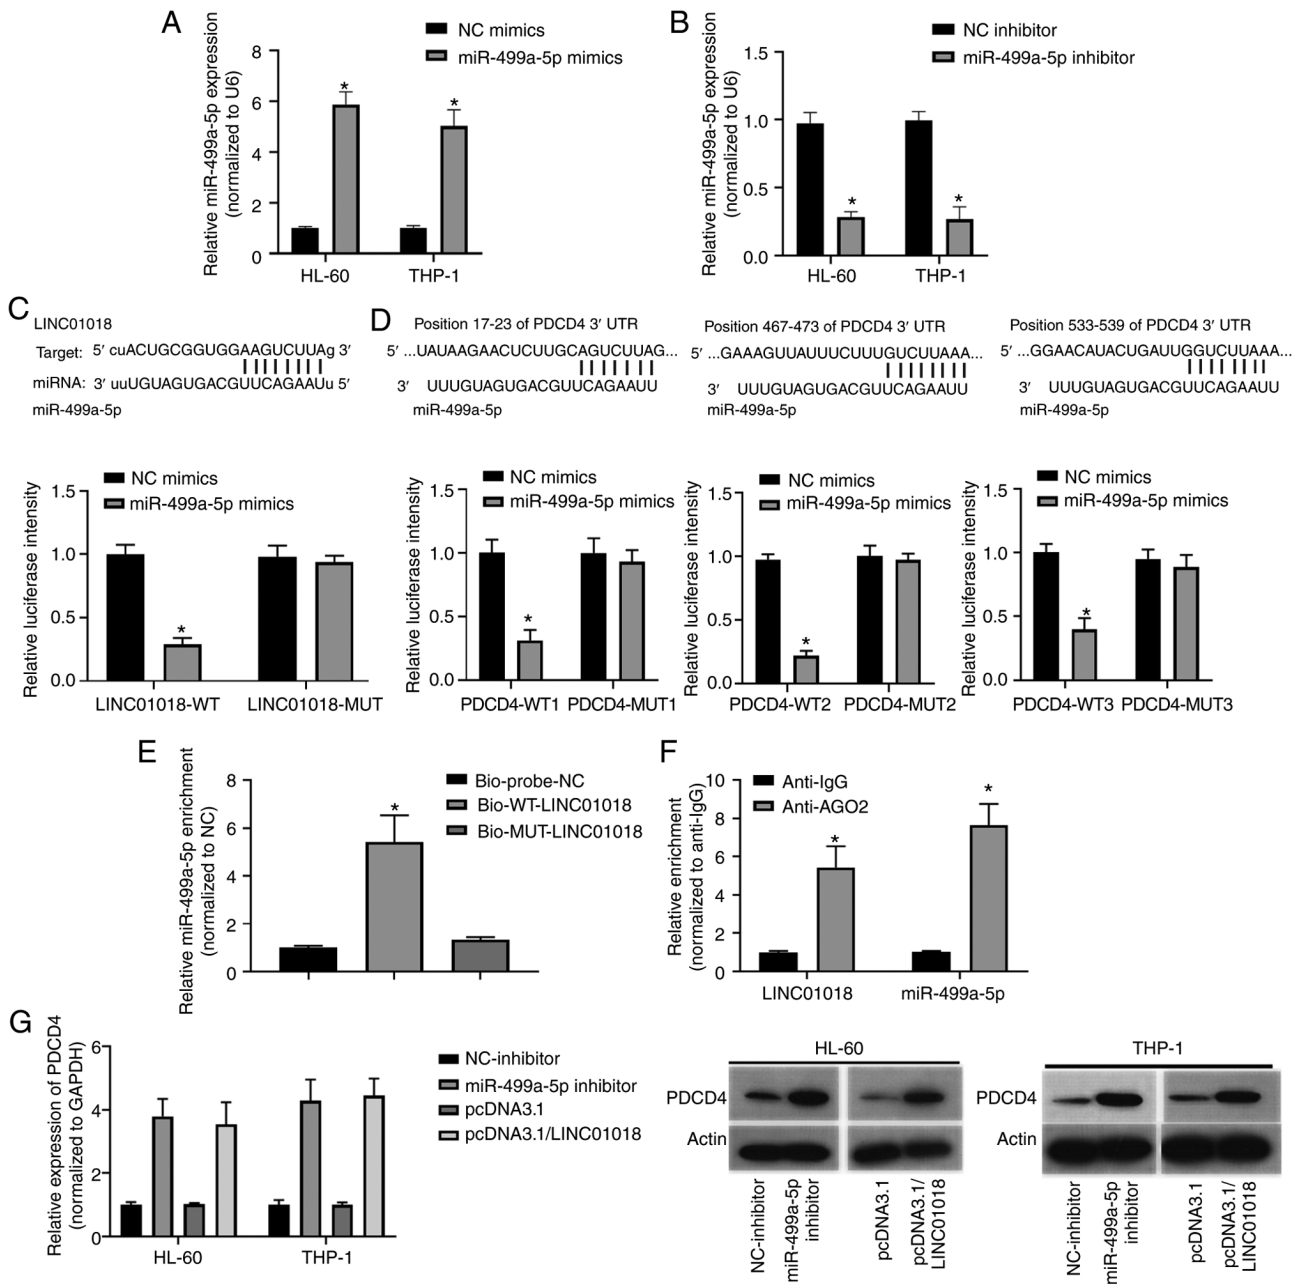 A
NC mimics
miR-499a-5p mimics
Relative miR-499a-5p expression
(normalized to U6)
8
6
4
2
0
*
*
HL-60
THP-1
B
NC inhibitor
miR-499a-5p inhibitor
Relative miR-499a-5p expression
(normalized to U6)
1.5
1.0
0.5
0.0
*
*
HL-60
THP-1
C
LINC01018
Target: 5′ cuACUGCGGUGGAAGUCUUAg 3′
miRNA: 3′ uuUGUAGUGACGUUCAGAAUu 5′
miR-499a-5p
NC mimics
miR-499a-5p mimics
Relative luciferase intensity
1.5
1.0
0.5
0.0
*
LINC01018-WT
LINC01018-MUT
D
Position 17-23 of PDCD4 3′ UTR
5′ ...UAUAAGAACUCUUGCAGUCUUAG...
3′ UUUGUAGUGACGUUCAGAAUU
miR-499a-5p
Position 467-473 of PDCD4 3′ UTR
5′ ...GAAAGUUAUUUCUUUGUCUUAAA...
3′ UUUGUAGUGACGUUCAGAAUU
miR-499a-5p
Position 533-539 of PDCD4 3′ UTR
5′ ...GGAACAUACUGAUUGGUCUUAAA...
3′ UUUGUAGUGACGUUCAGAAUU
miR-499a-5p
NC mimics
miR-499a-5p mimics
Relative luciferase intensity
1.5
1.0
0.5
0.0
*
PDCD4-WT1
PDCD4-MUT1
NC mimics
miR-499a-5p mimics
Relative luciferase intensity
1.5
1.0
0.5
0.0
*
PDCD4-WT2
PDCD4-MUT2
NC mimics
miR-499a-5p mimics
Relative luciferase intensity
1.5
1.0
0.5
0.0
*
PDCD4-WT3
PDCD4-MUT3
E
Relative miR-499a-5p enrichment
(normalized to NC)
8
6
4
2
0
*
Bio-probe-NC
Bio-WT-LINC01018
Bio-MUT-LINC01018
F
Relative enrichment
(normalized to anti-IgG)
10
8
6
4
2
0
Anti-IgG
Anti-AGO2
*
*
LINC01018
miR-499a-5p
G
Relative expression of PDCD4
(normalized to GAPDH)
6
4
2
0
HL-60
THP-1
NC-inhibitor
miR-499a-5p inhibitor
pcDNA3.1
pcDNA3.1/LINC01018
HL-60
PDCD4
Actin
NC-inhibitor
miR-499a-5p
inhibitor
pcDNA3.1
pcDNA3.1/
LINC01018
THP-1
PDCD4
Actin
NC-inhibitor
miR-499a-5p
inhibitor
pcDNA3.1
pcDNA3.1/
LINC01018